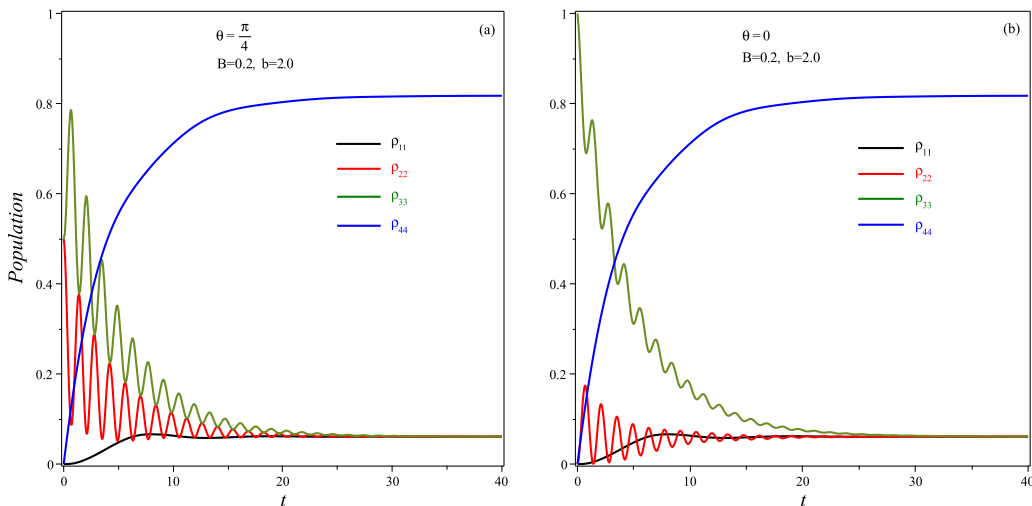 (a)
θ = π/4
B=0.2, b=2.0
ρ₁₁
ρ₂₂
ρ₃₃
ρ₄₄
Population
1
0.8
0.6
0.4
0.2
0
0 10 20 30 40
t
(b)
θ = 0
B=0.2, b=2.0
ρ₁₁
ρ₂₂
ρ₃₃
ρ₄₄
1
0.8
0.6
0.4
0.2
0
0 10 20 30 40
t